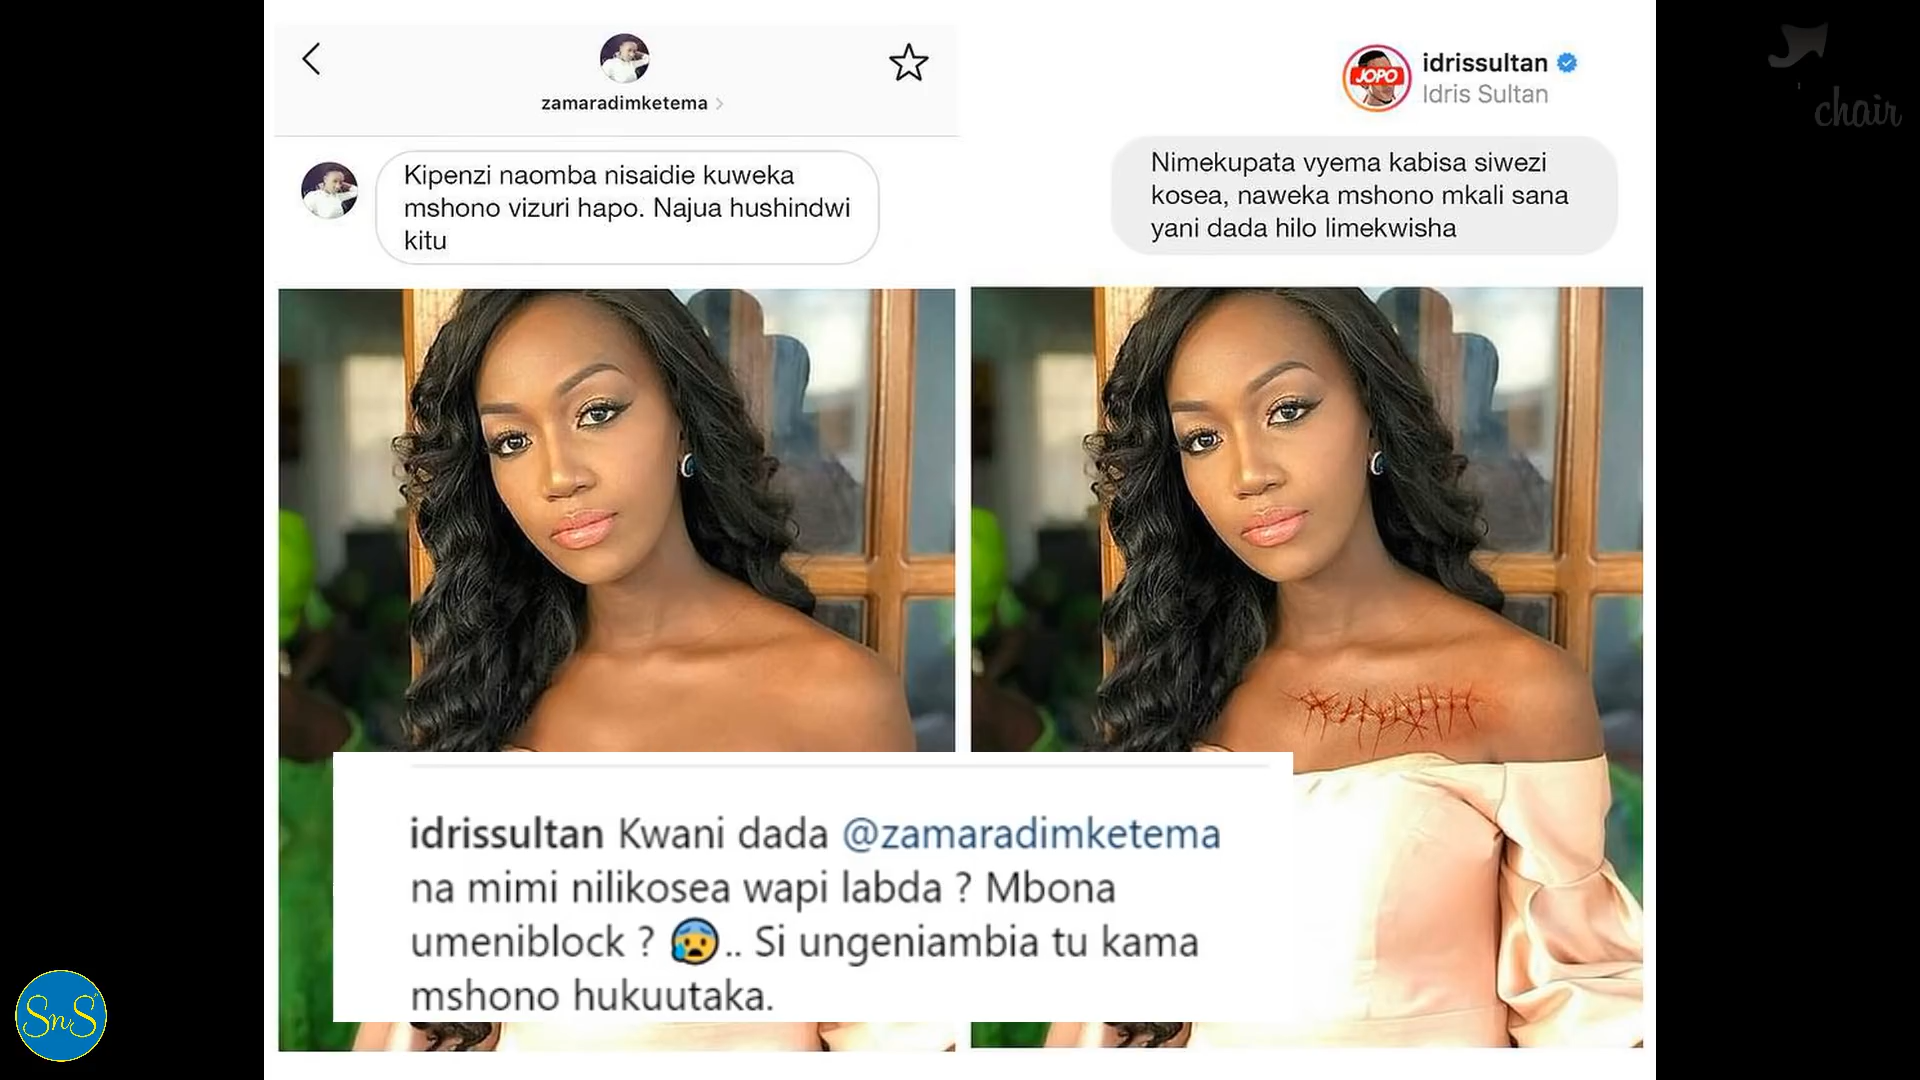 zamaradimketema
Kipenzi naomba nisaidie kuweka
mshono vizuri hapo. Najua hushindwi
kitu
idrissultan
Idris Sultan
JOPO
Nimekupata vyema kabisa siwezi
kosea, naweka mshono mkali sana
yani dada hilo limekwisha
idrissultan Kwani dada @zamaradimketema
na mimi nilikosea wapi labda ? Mbona
umeniblock ? 😰.. Si ungeniambia tu kama
mshono hukuutaka.
SnS
chair